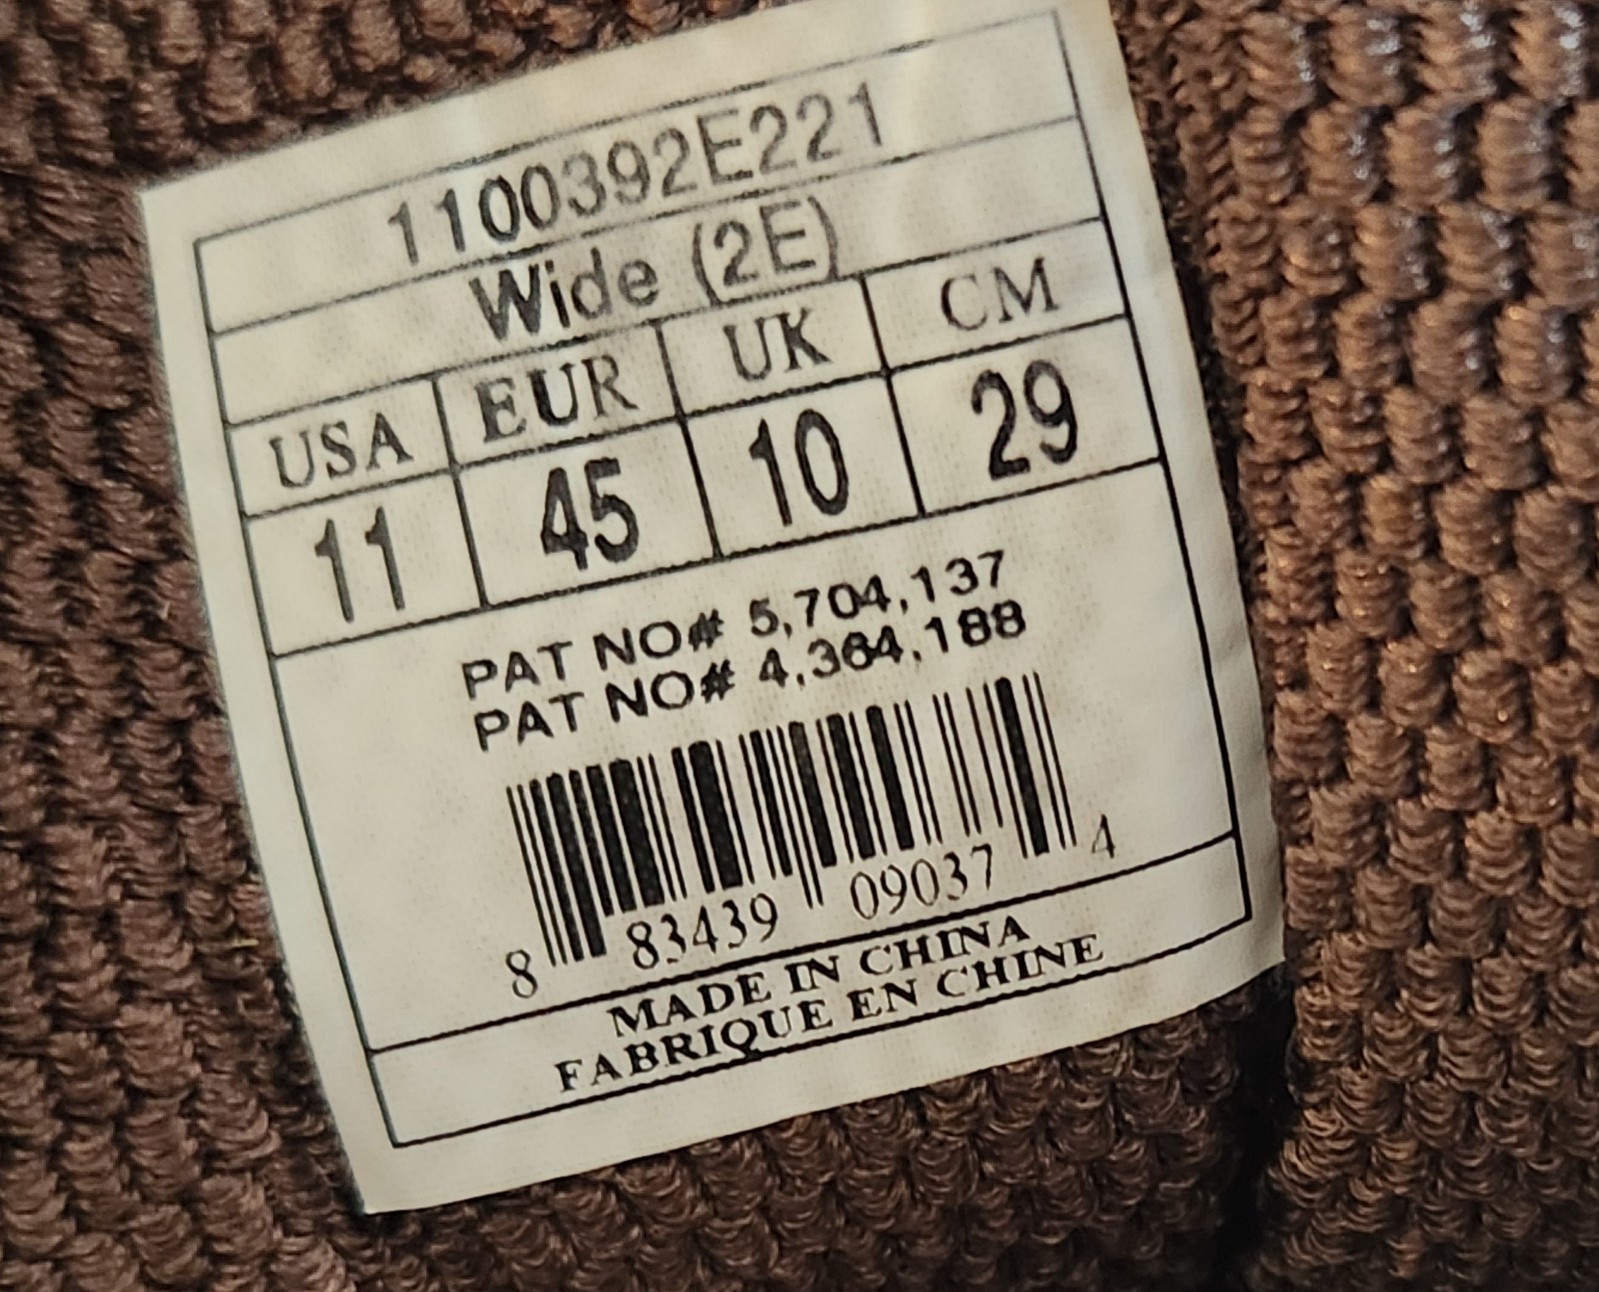 1100392E221
Wide (2E)
USA EUR UK CM
11 45 10 29
PAT NO# 5,704,137
PAT NO# 4,364,188
8 83439 09037 4
MADE IN CHINA
FABRIQUE EN CHINE